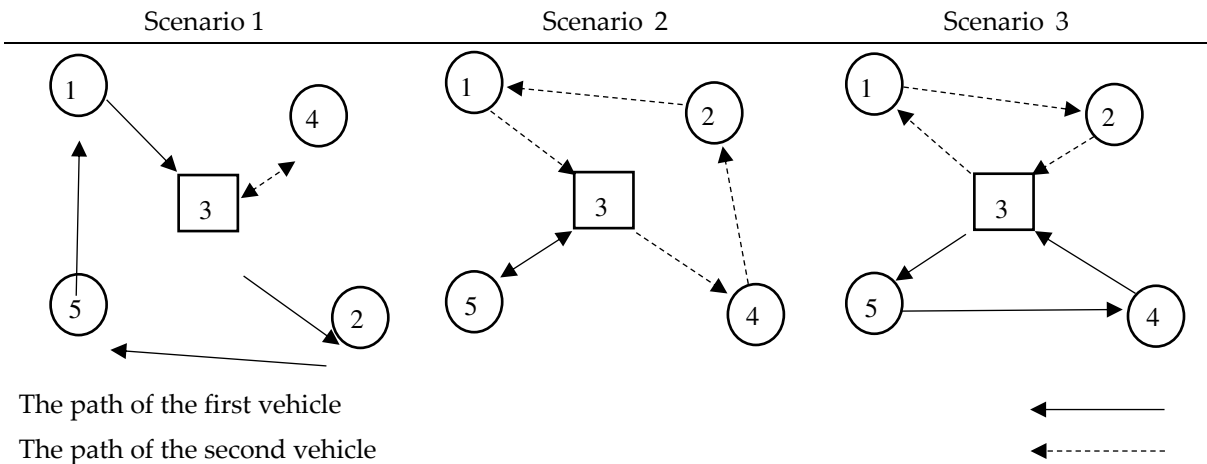 Scenario 1 Scenario 2 Scenario 3
1 4 3 5 2
1 2 3 5 4
1 2 3 5 4
The path of the first vehicle
The path of the second vehicle